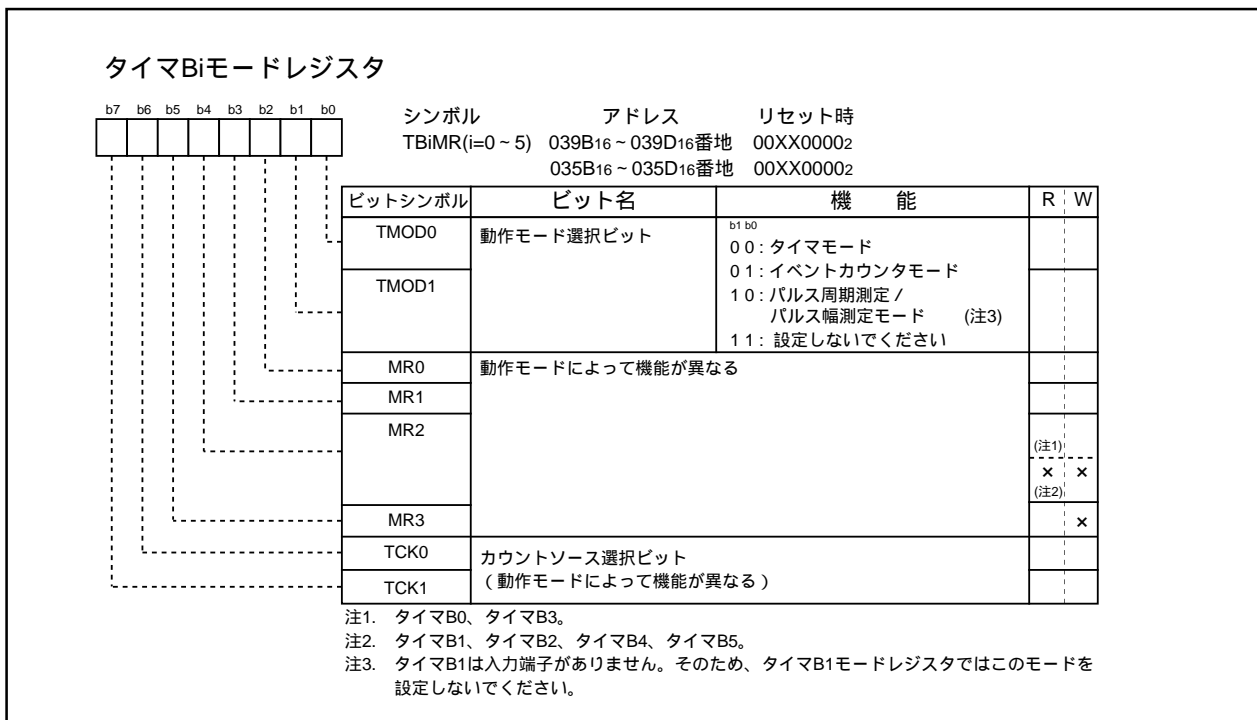 タイマBiモードレジスタ
b7 b6 b5 b4 b3 b2 b1 b0
シンボル アドレス リセット時
TBiMR(i=0~5) 039B16~039D16番地 00XX00002
035B16~035D16番地 00XX00002
ビットシンボル ビット名 機 能 R W
TMOD0 動作モード選択ビット b1 b0
0 0 : タイマモード
0 1 : イベントカウンタモード
TMOD1 1 0 : パルス周期測定/
パルス幅測定モード (注3)
1 1 : 設定しないでください
MR0 動作モードによって機能が異なる
MR1
MR2
(注1)
× ×
(注2)
MR3 ×
TCK0 カウントソース選択ビット
TCK1 (動作モードによって機能が異なる)
注1. タイマB0、タイマB3。
注2. タイマB1、タイマB2、タイマB4、タイマB5。
注3. タイマB1は入力端子がありません。そのため、タイマB1モードレジスタではこのモードを
設定しないでください。